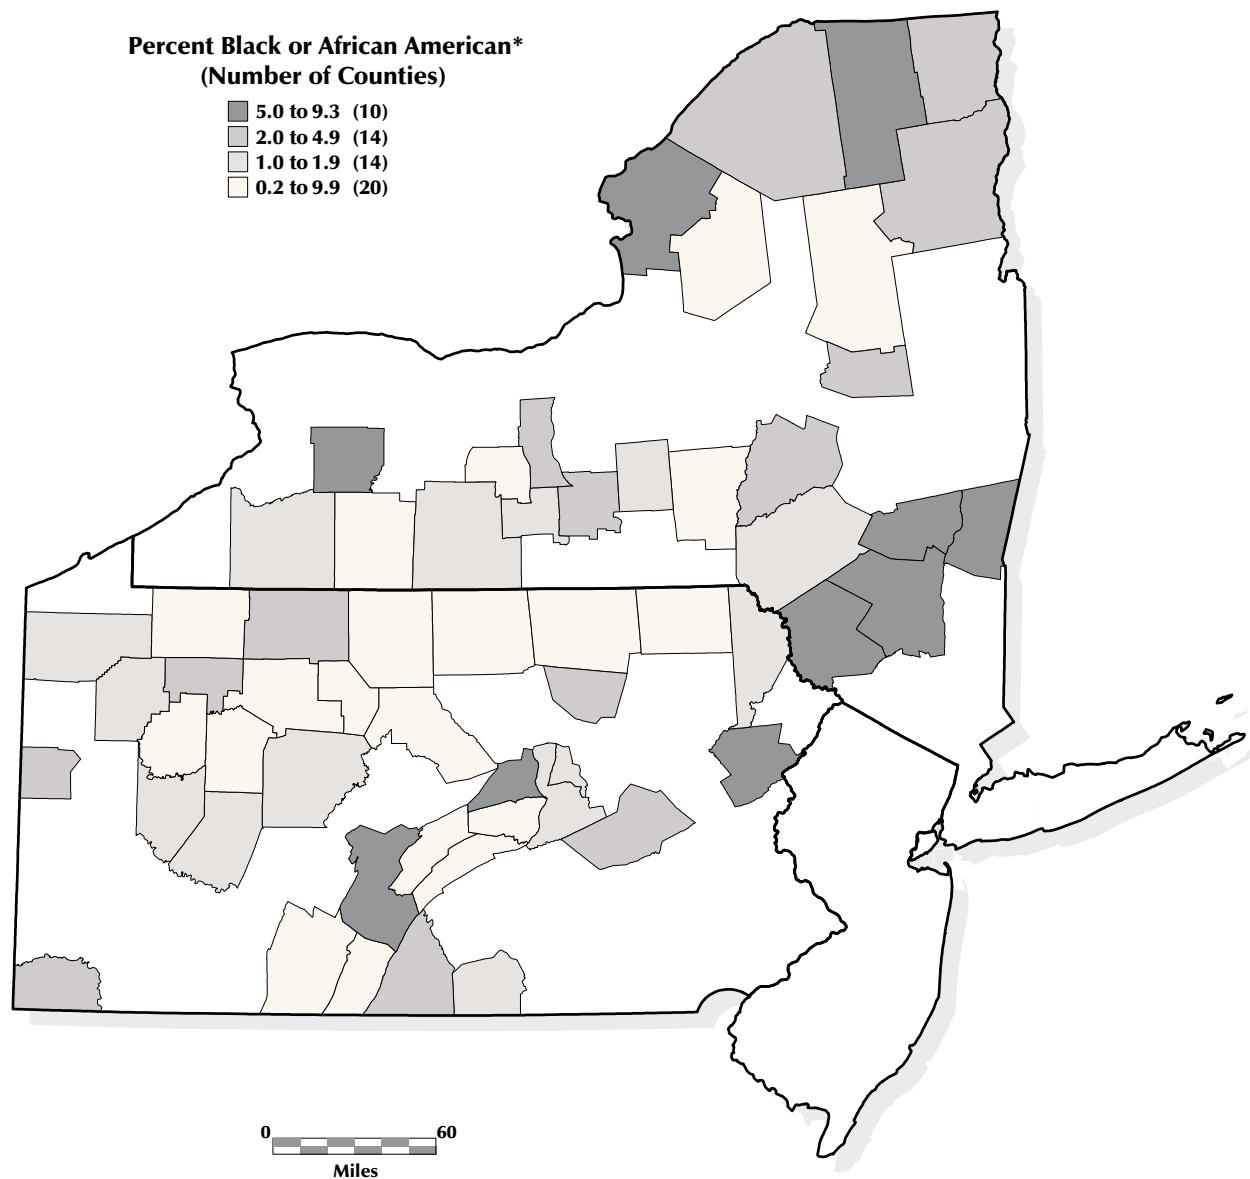 Percent Black or African American*
(Number of Counties)
5.0 to 9.3 (10)
2.0 to 4.9 (14)
1.0 to 1.9 (14)
0.2 to 9.9 (20)
0 60
Miles